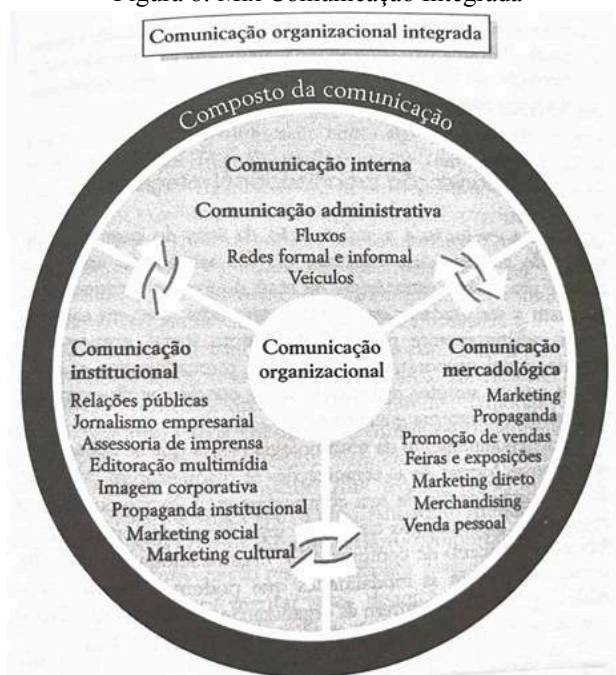 Comunicação organizacional integrada
Composto da comunicação
Comunicação interna
Comunicação administrativa
Fluxos
Redes formal e informal
Veículos
Comunicação
organizacional
Comunicação
institucional
Relações públicas
Jornalismo empresarial
Assessoria de imprensa
Editoração multimídia
Imagem corporativa
Propaganda institucional
Marketing social
Marketing cultural
Comunicação
mercadológica
Marketing
Propaganda
Promoção de vendas
Feiras e exposições
Marketing direto
Merchandising
Venda pessoal